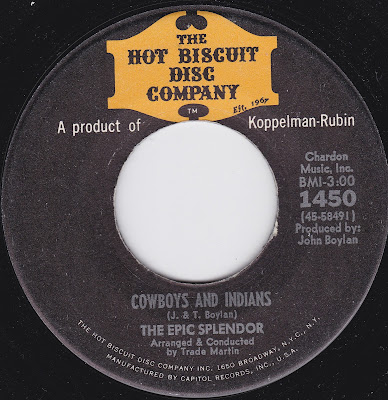 THE
HOT BISCUIT
DISC
COMPANY
Est. 1967
TM
A product of Koppelman-Rubin
Chardon
Music, Inc.
BMI-3:00
1450
(45-58491)
Produced by:
John Boylan
COWBOYS AND INDIANS
(J. & T. Boylan)
THE EPIC SPLENDOR
Arranged & Conducted
by Trade Martin
THE HOT BISCUIT DISC COMPANY INC. 1650 BROADWAY, N.Y.C., N.Y.
MANUFACTURED BY CAPITOL RECORDS, INC., U.S.A.